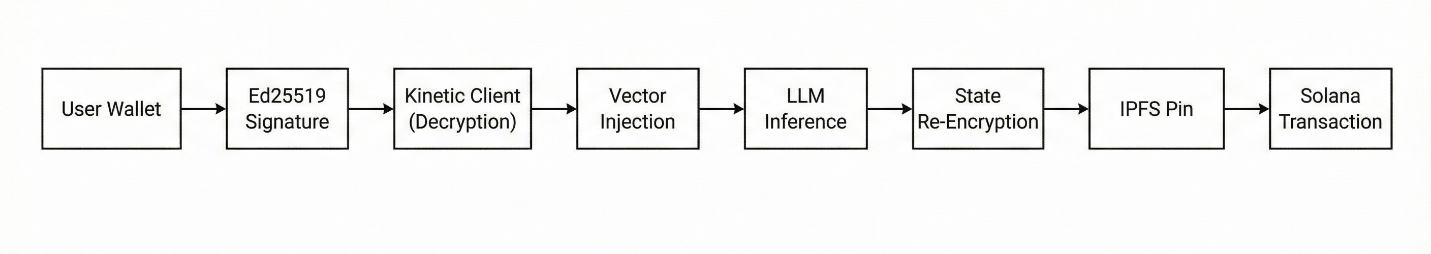 User Wallet
Ed25519
Signature
Kinetic Client
(Decryption)
Vector
Injection
LLM
Inference
State
Re-Encryption
IPFS Pin
Solana
Transaction